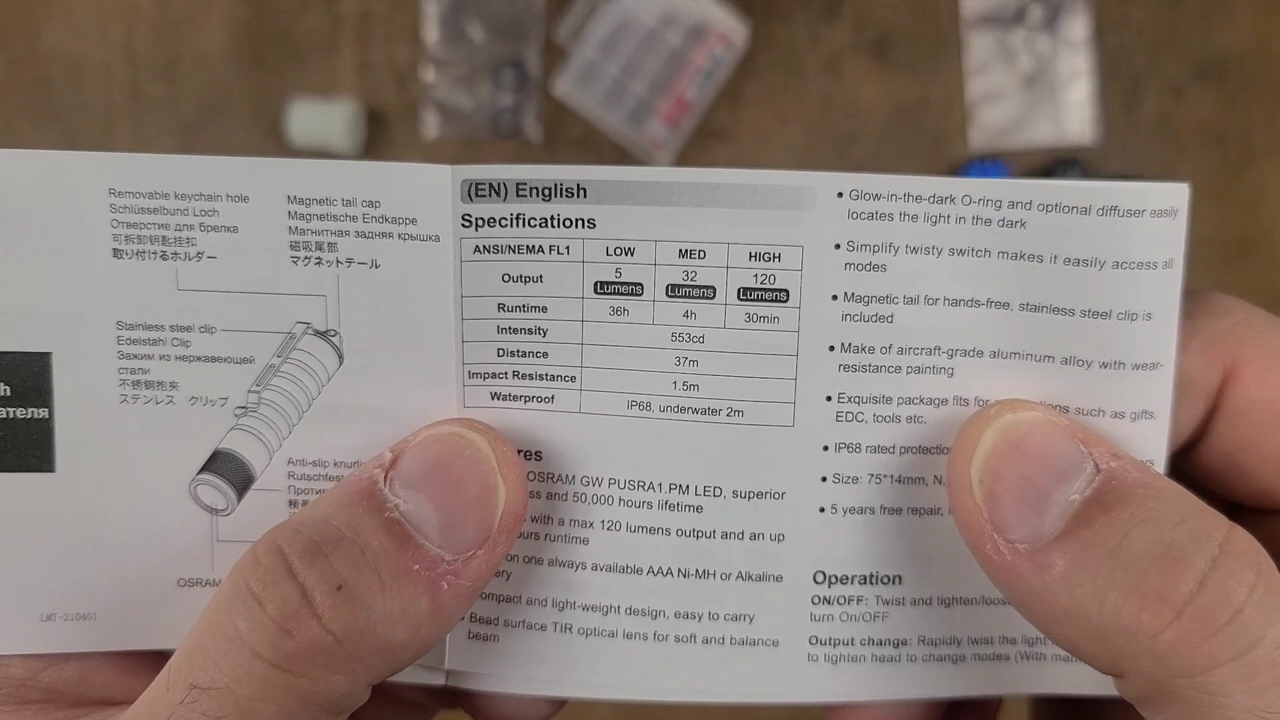 Removable keychain hole
Schlüsselbund Loch
Отверстие для брелка
可拆卸钥匙挂扣
取り付けるホルダー
Magnetic tail cap
Magnetische Endkappe
Магнитная задняя крышка
磁吸尾部
マグネットテール
Stainless steel clip
Edelstahl Clip
Зажим из нержавеющей
стали
不锈钢抱夹
ステンレス クリップ
Anti-slip
OSRAM
LMT-210401
(EN) English
Specifications
ANSI/NEMA FL1 LOW MED HIGH
Output 5 Lumens 32 Lumens 120 Lumens
Runtime 36h 4h 30min
Intensity 553cd
Distance 37m
Impact Resistance 1.5m
Waterproof IP68, underwater 2m
OSRAM GW PUSRA1.PM LED, superior
and 50,000 hours lifetime
with a max 120 lumens output and an up
runtime
on one always available AAA Ni-MH or Alkaline
and light-weight design, easy to carry
• Bead surface TIR optical lens for soft and balance
beam
• Glow-in-the-dark O-ring and optional diffuser easily
locates the light in the dark
• Simplify twisty switch makes it easily access all
modes
• Magnetic tail for hands-free, stainless steel clip is
included
• Make of aircraft-grade aluminum alloy with wear-
resistance painting
• Exquisite package fits for such as gifts,
EDC, tools etc.
• IP68 rated
• Size: 75*14mm,
• 5 years free repair,
Operation
ON/OFF: Twist and
turn On/OFF
Output change: Rapidly twist the light
to tighten head to change modes (With